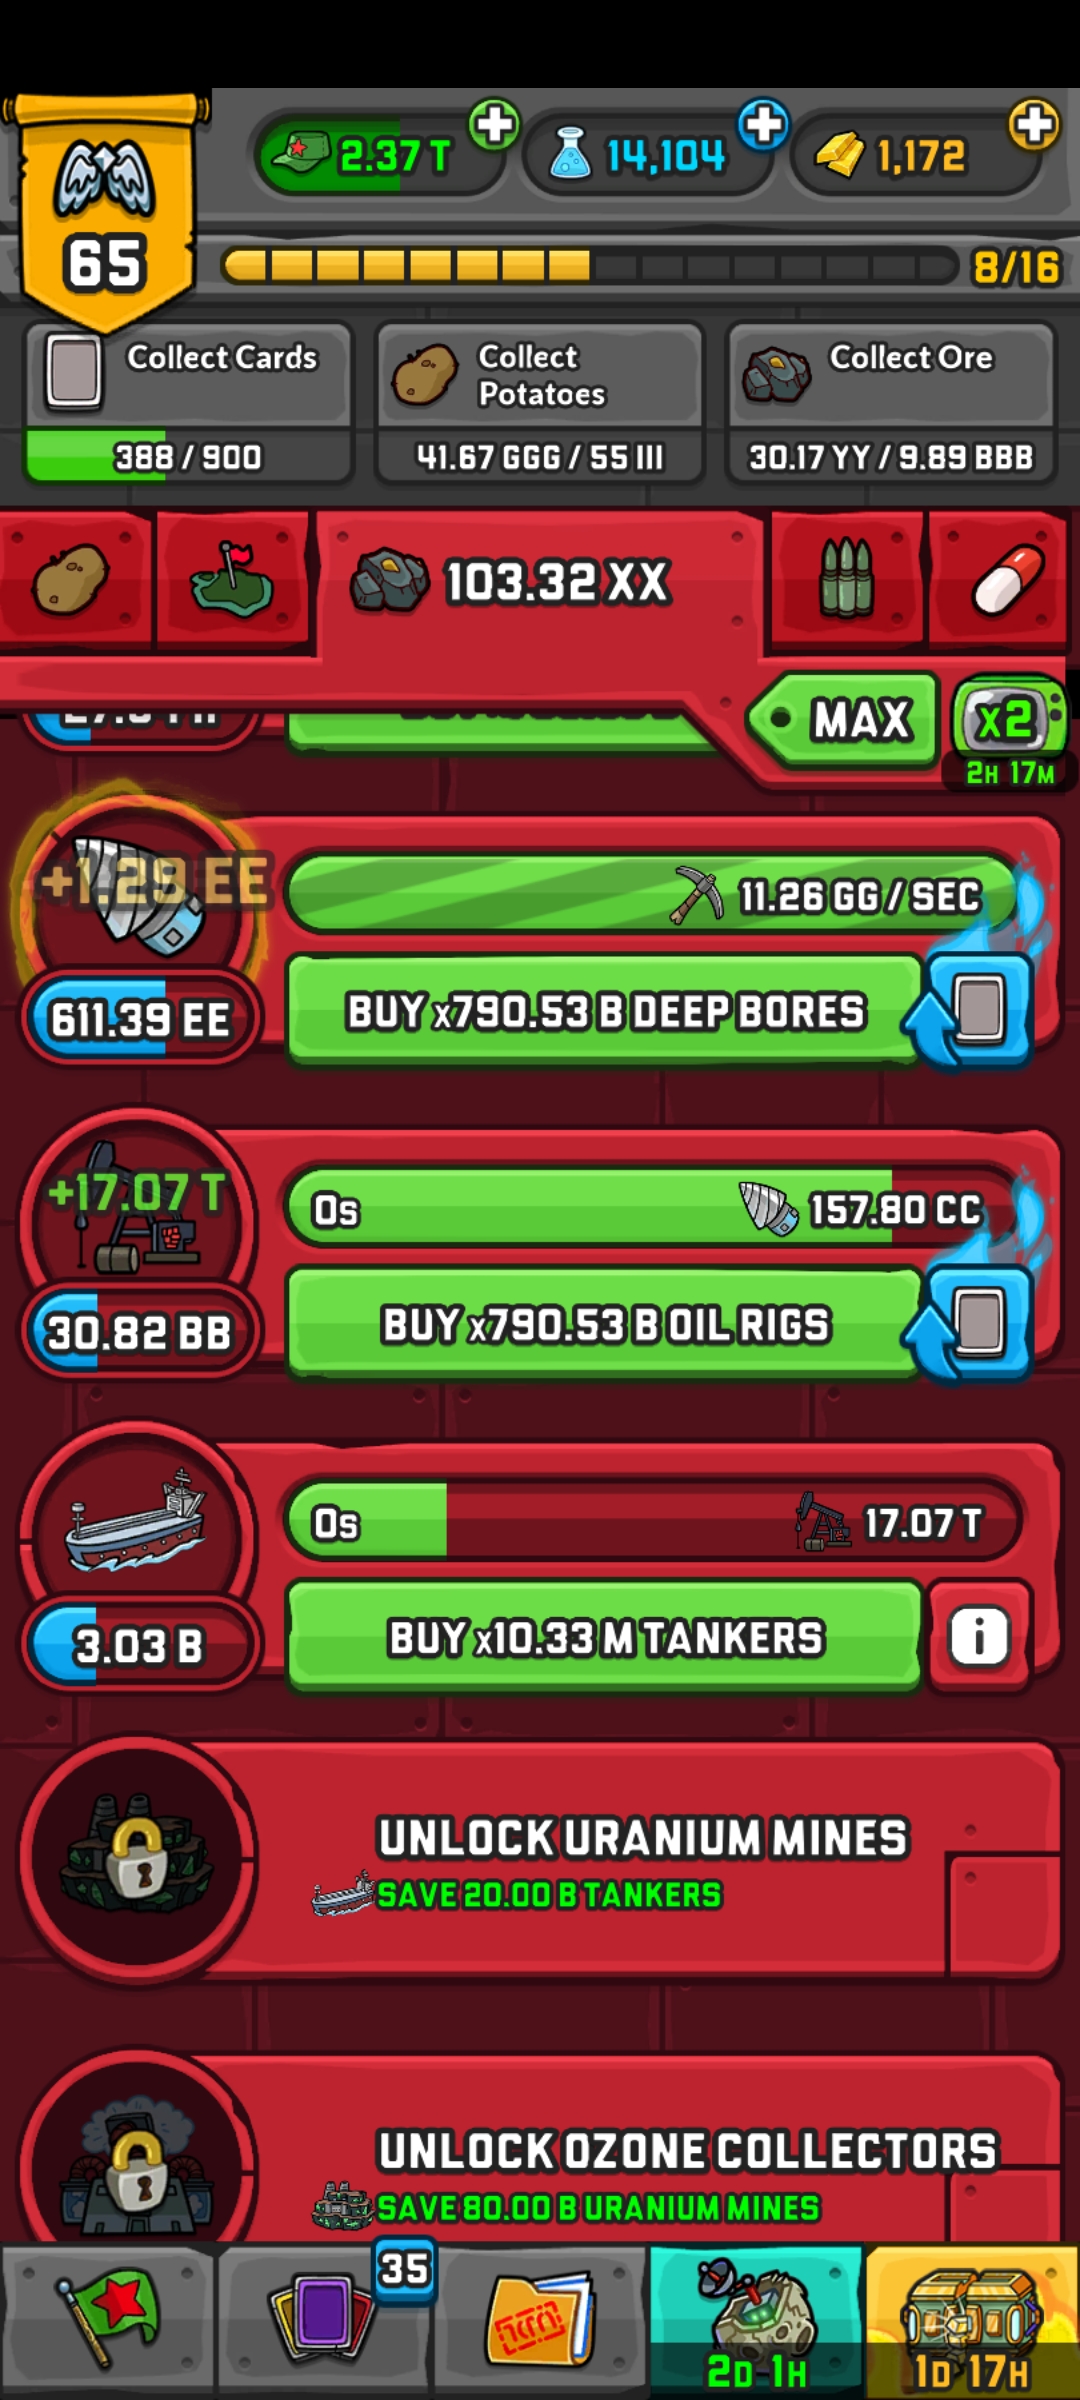 2.37 T
14,104
1,172
65
8/16
Collect Cards
388 / 900
Collect
Potatoes
41.67 GGG / 55 III
Collect Ore
30.17 YY / 9.89 BBB
103.32 XX
MAX
x2
2H 17M
+1.29 EE
11.26 GG / SEC
611.39 EE
BUY x790.53 B DEEP BORES
+17.07 T
0s
157.80 CC
30.82 BB
BUY x790.53 B OIL RIGS
0s
17.07 T
3.03 B
BUY x10.33 M TANKERS
i
UNLOCK URANIUM MINES
SAVE 20.00 B TANKERS
UNLOCK OZONE COLLECTORS
SAVE 80.00 B URANIUM MINES
35
2D 1H
1D 17H